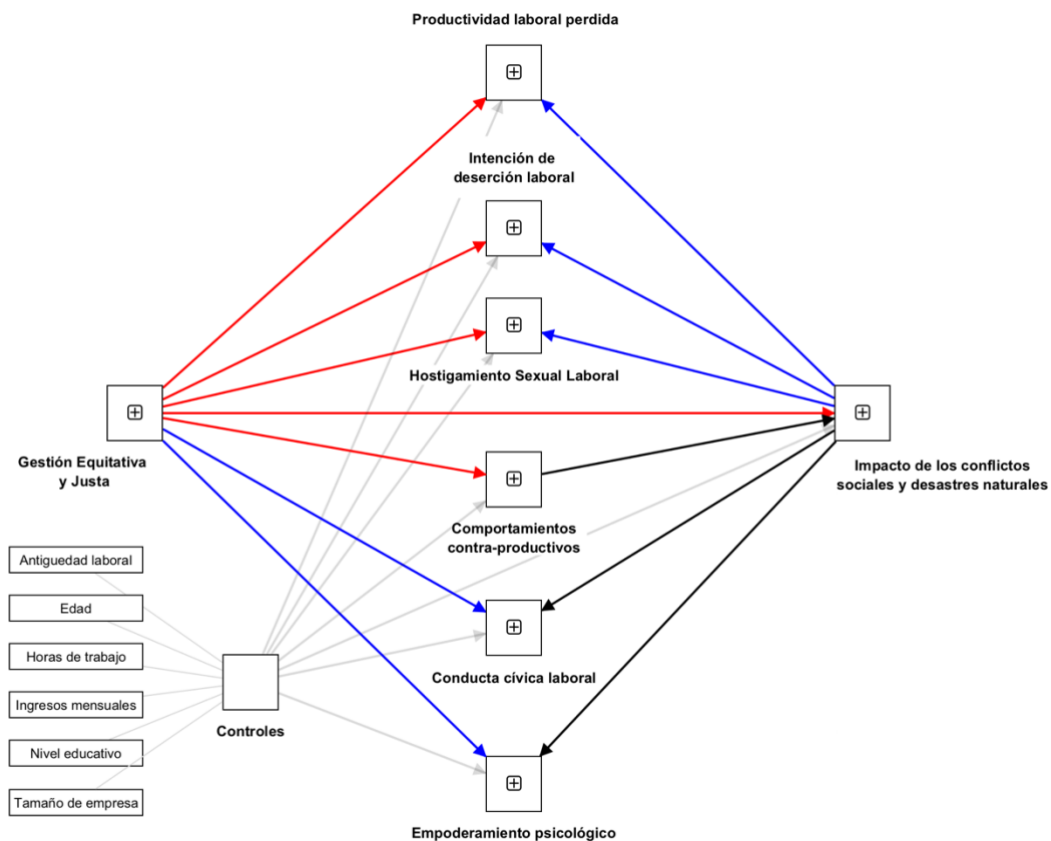 Productividad laboral perdida
Intención de
deserción laboral
Hostigamiento Sexual Laboral
Gestión Equitativa
y Justa
Impacto de los conflictos
sociales y desastres naturales
Comportamientos
contra-productivos
Antiguedad laboral
Edad
Horas de trabajo
Ingresos mensuales
Nivel educativo
Tamaño de empresa
Controles
Conducta cívica laboral
Empoderamiento psicológico